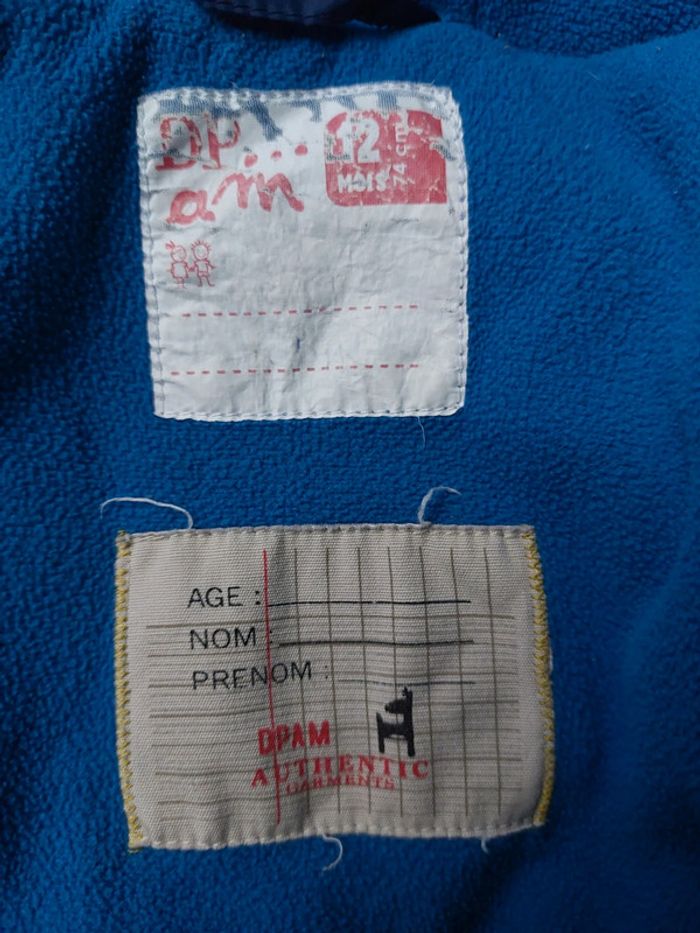 DP...
am
12
MOIS
74 cm
AGE :
NOM :
PRENOM :
DPAM
AUTHENTIC
GARMENTS